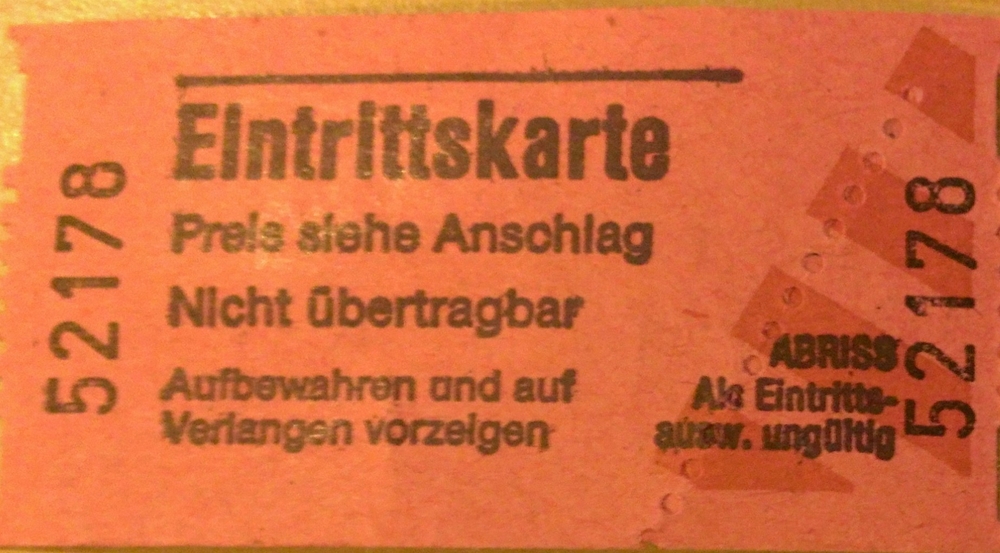 52178
Eintrittskarte
Preis siehe Anschlag
Nicht übertragbar
Aufbewahren und auf
Verlangen vorzeigen
ABRISS
Als Eintritts-
ausw. ungültig
52178